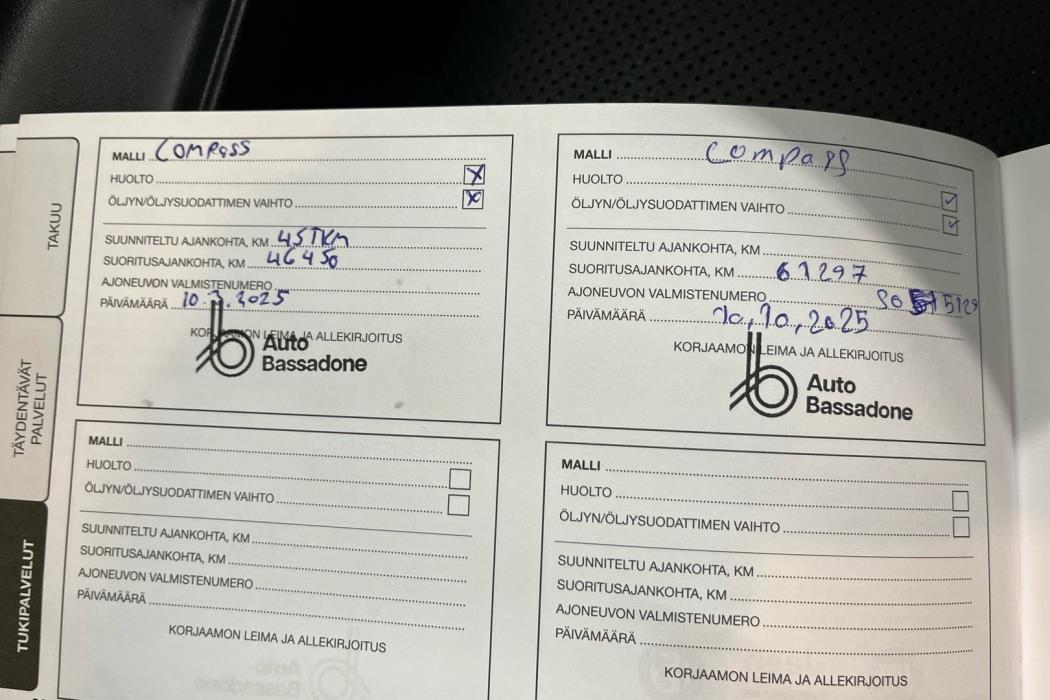 TAKUU
TÄYDENTÄVÄT
PALVELUT
TUKIPALVELUT
MALLI Compass
HUOLTO X
ÖLJYN/ÖLJYSUODATTIMEN VAIHTO X
SUUNNITELTU AJANKOHTA, KM 45TKM
SUORITUSAJANKOHTA, KM 46450
AJONEUVON VALMISTENUMERO
PÄIVÄMÄÄRÄ 10.3.2025
KORJAAMON LEIMA JA ALLEKIRJOITUS
Auto
Bassadone
MALLI Compass
HUOLTO ✓
ÖLJYN/ÖLJYSUODATTIMEN VAIHTO ✓
SUUNNITELTU AJANKOHTA, KM
SUORITUSAJANKOHTA, KM 61297
AJONEUVON VALMISTENUMERO
PÄIVÄMÄÄRÄ 10,10,2025
KORJAAMON LEIMA JA ALLEKIRJOITUS
Auto
Bassadone
MALLI
HUOLTO
ÖLJYN/ÖLJYSUODATTIMEN VAIHTO
SUUNNITELTU AJANKOHTA, KM
SUORITUSAJANKOHTA, KM
AJONEUVON VALMISTENUMERO
PÄIVÄMÄÄRÄ
KORJAAMON LEIMA JA ALLEKIRJOITUS
MALLI
HUOLTO
ÖLJYN/ÖLJYSUODATTIMEN VAIHTO
SUUNNITELTU AJANKOHTA, KM
SUORITUSAJANKOHTA, KM
AJONEUVON VALMISTENUMERO
PÄIVÄMÄÄRÄ
KORJAAMON LEIMA JA ALLEKIRJOITUS